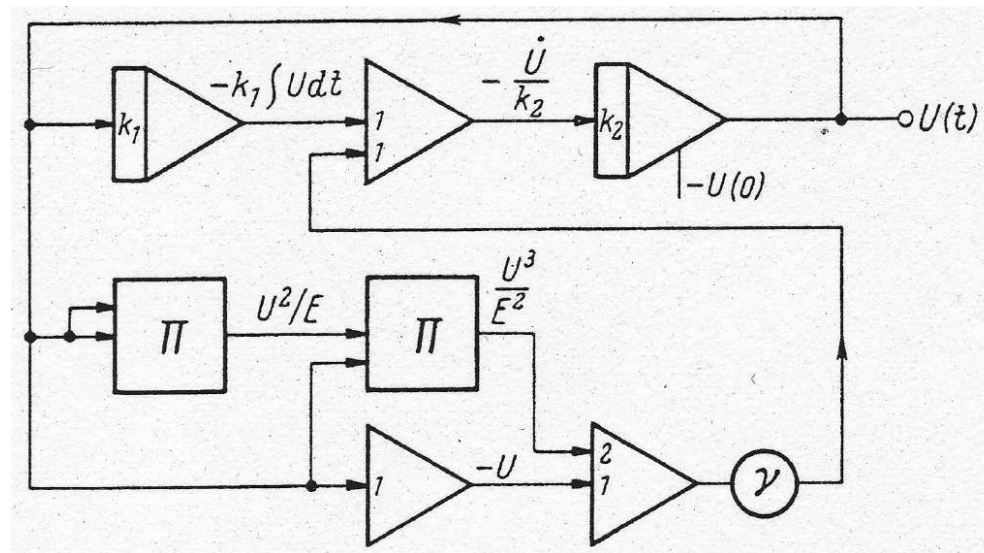 -k₁∫Udt
-U̇/k₂
k₁
1
1
k₂
U(t)
-U(0)
U²/E
U³/E²
П
П
2
1
-U
1
γ